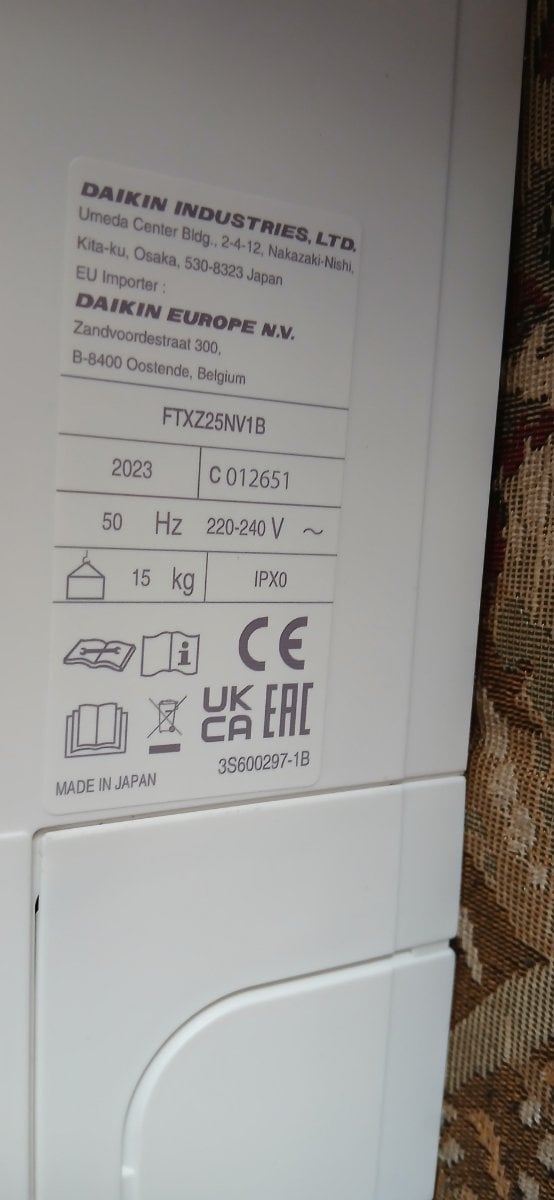 DAIKIN INDUSTRIES, LTD.
Umeda Center Bldg., 2-4-12, Nakazaki-Nishi,
Kita-ku, Osaka, 530-8323 Japan
EU Importer :
DAIKIN EUROPE N.V.
Zandvoordestraat 300,
B-8400 Oostende, Belgium
FTXZ25NV1B
2023 C 012651
50 Hz 220-240 V ~
15 kg IPX0
i CE
UK
CA EAC
3S600297-1B
MADE IN JAPAN